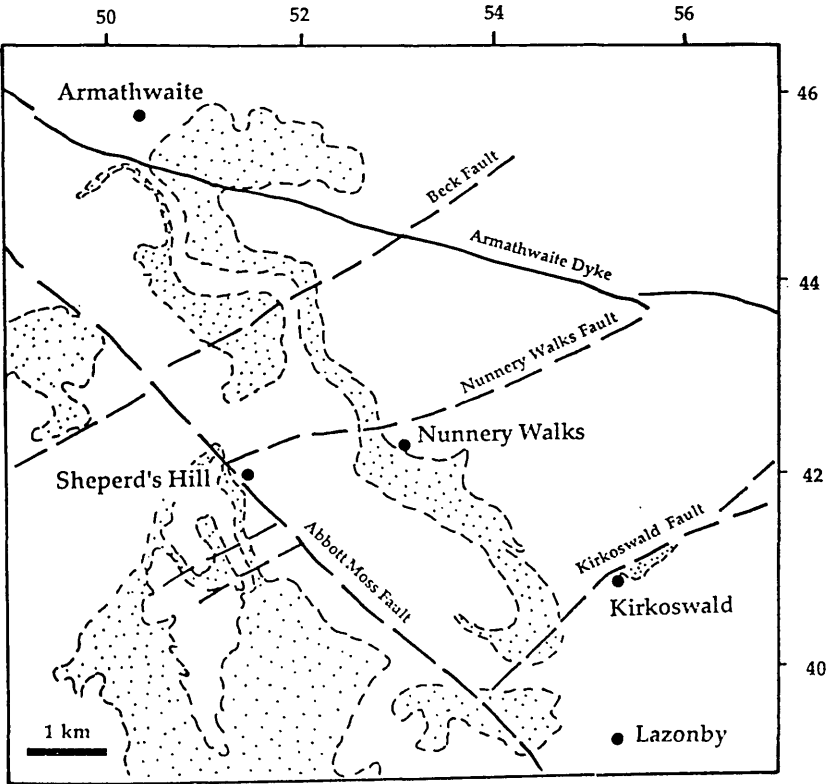 50 52 54 56
Armathwaite
46
Beck Fault
Armathwaite Dyke
44
Nunnery Walks Fault
Nunnery Walks
Sheperd's Hill
42
Abbott Moss Fault
Kirkoswald Fault
Kirkoswald
40
1 km
Lazonby